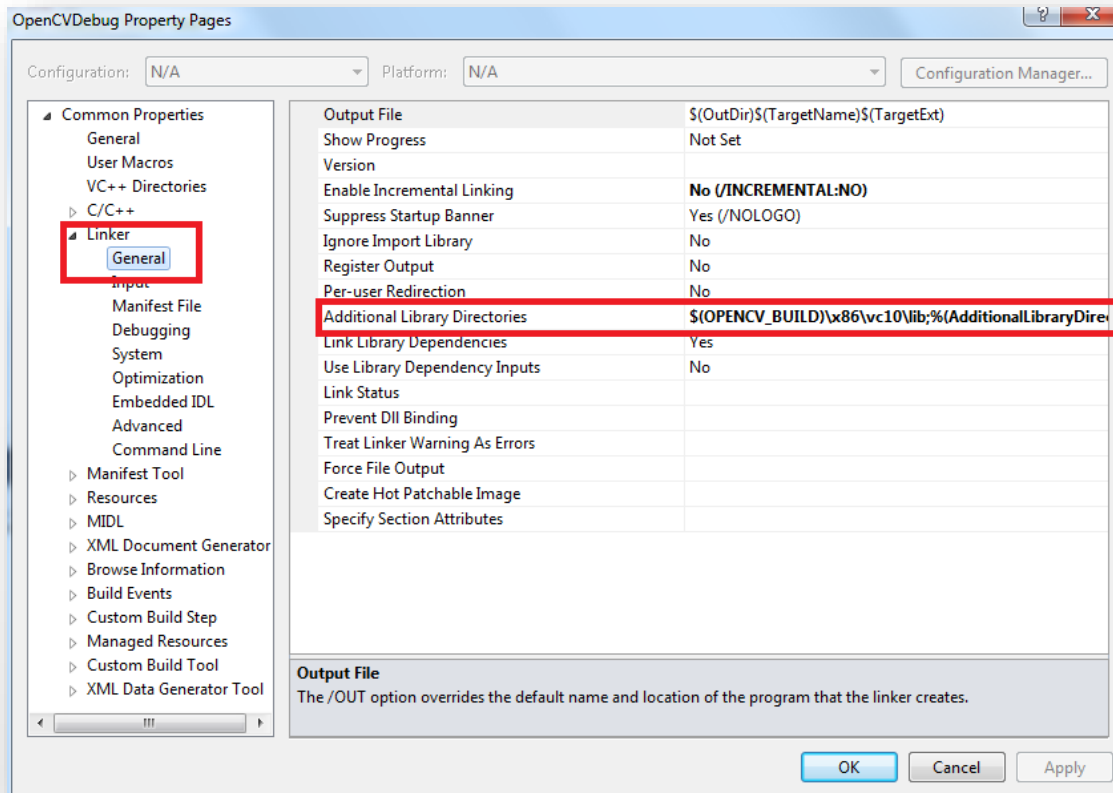 OpenCVDebug Property Pages
Configuration: N/A Platform: N/A Configuration Manager...
Common Properties
General
User Macros
VC++ Directories
C/C++
Linker
General
Input
Manifest File
Debugging
System
Optimization
Embedded IDL
Advanced
Command Line
Manifest Tool
Resources
MIDL
XML Document Generator
Browse Information
Build Events
Custom Build Step
Managed Resources
Custom Build Tool
XML Data Generator Tool
Output File $(OutDir)$(TargetName)$(TargetExt)
Show Progress Not Set
Version
Enable Incremental Linking No (/INCREMENTAL:NO)
Suppress Startup Banner Yes (/NOLOGO)
Ignore Import Library No
Register Output No
Per-user Redirection No
Additional Library Directories $(OPENCV_BUILD)\x86\vc10\lib;%(AdditionalLibraryDire
Link Library Dependencies Yes
Use Library Dependency Inputs No
Link Status
Prevent Dll Binding
Treat Linker Warning As Errors
Force File Output
Create Hot Patchable Image
Specify Section Attributes
Output File
The /OUT option overrides the default name and location of the program that the linker creates.
OK Cancel Apply